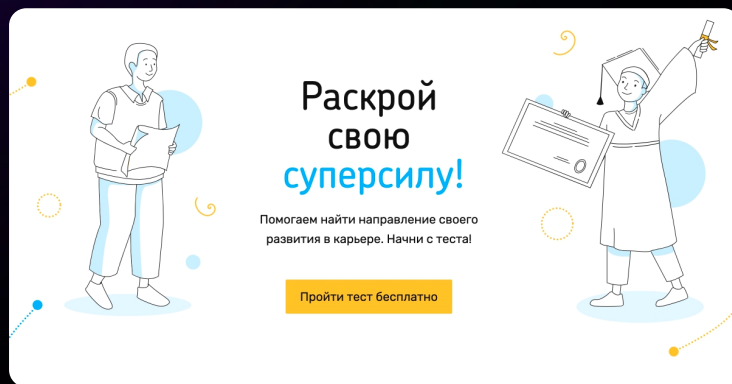 Раскрой
свою
суперсилу!
Помогаем найти направление своего
развития в карьере. Начни с теста!
Пройти тест бесплатно